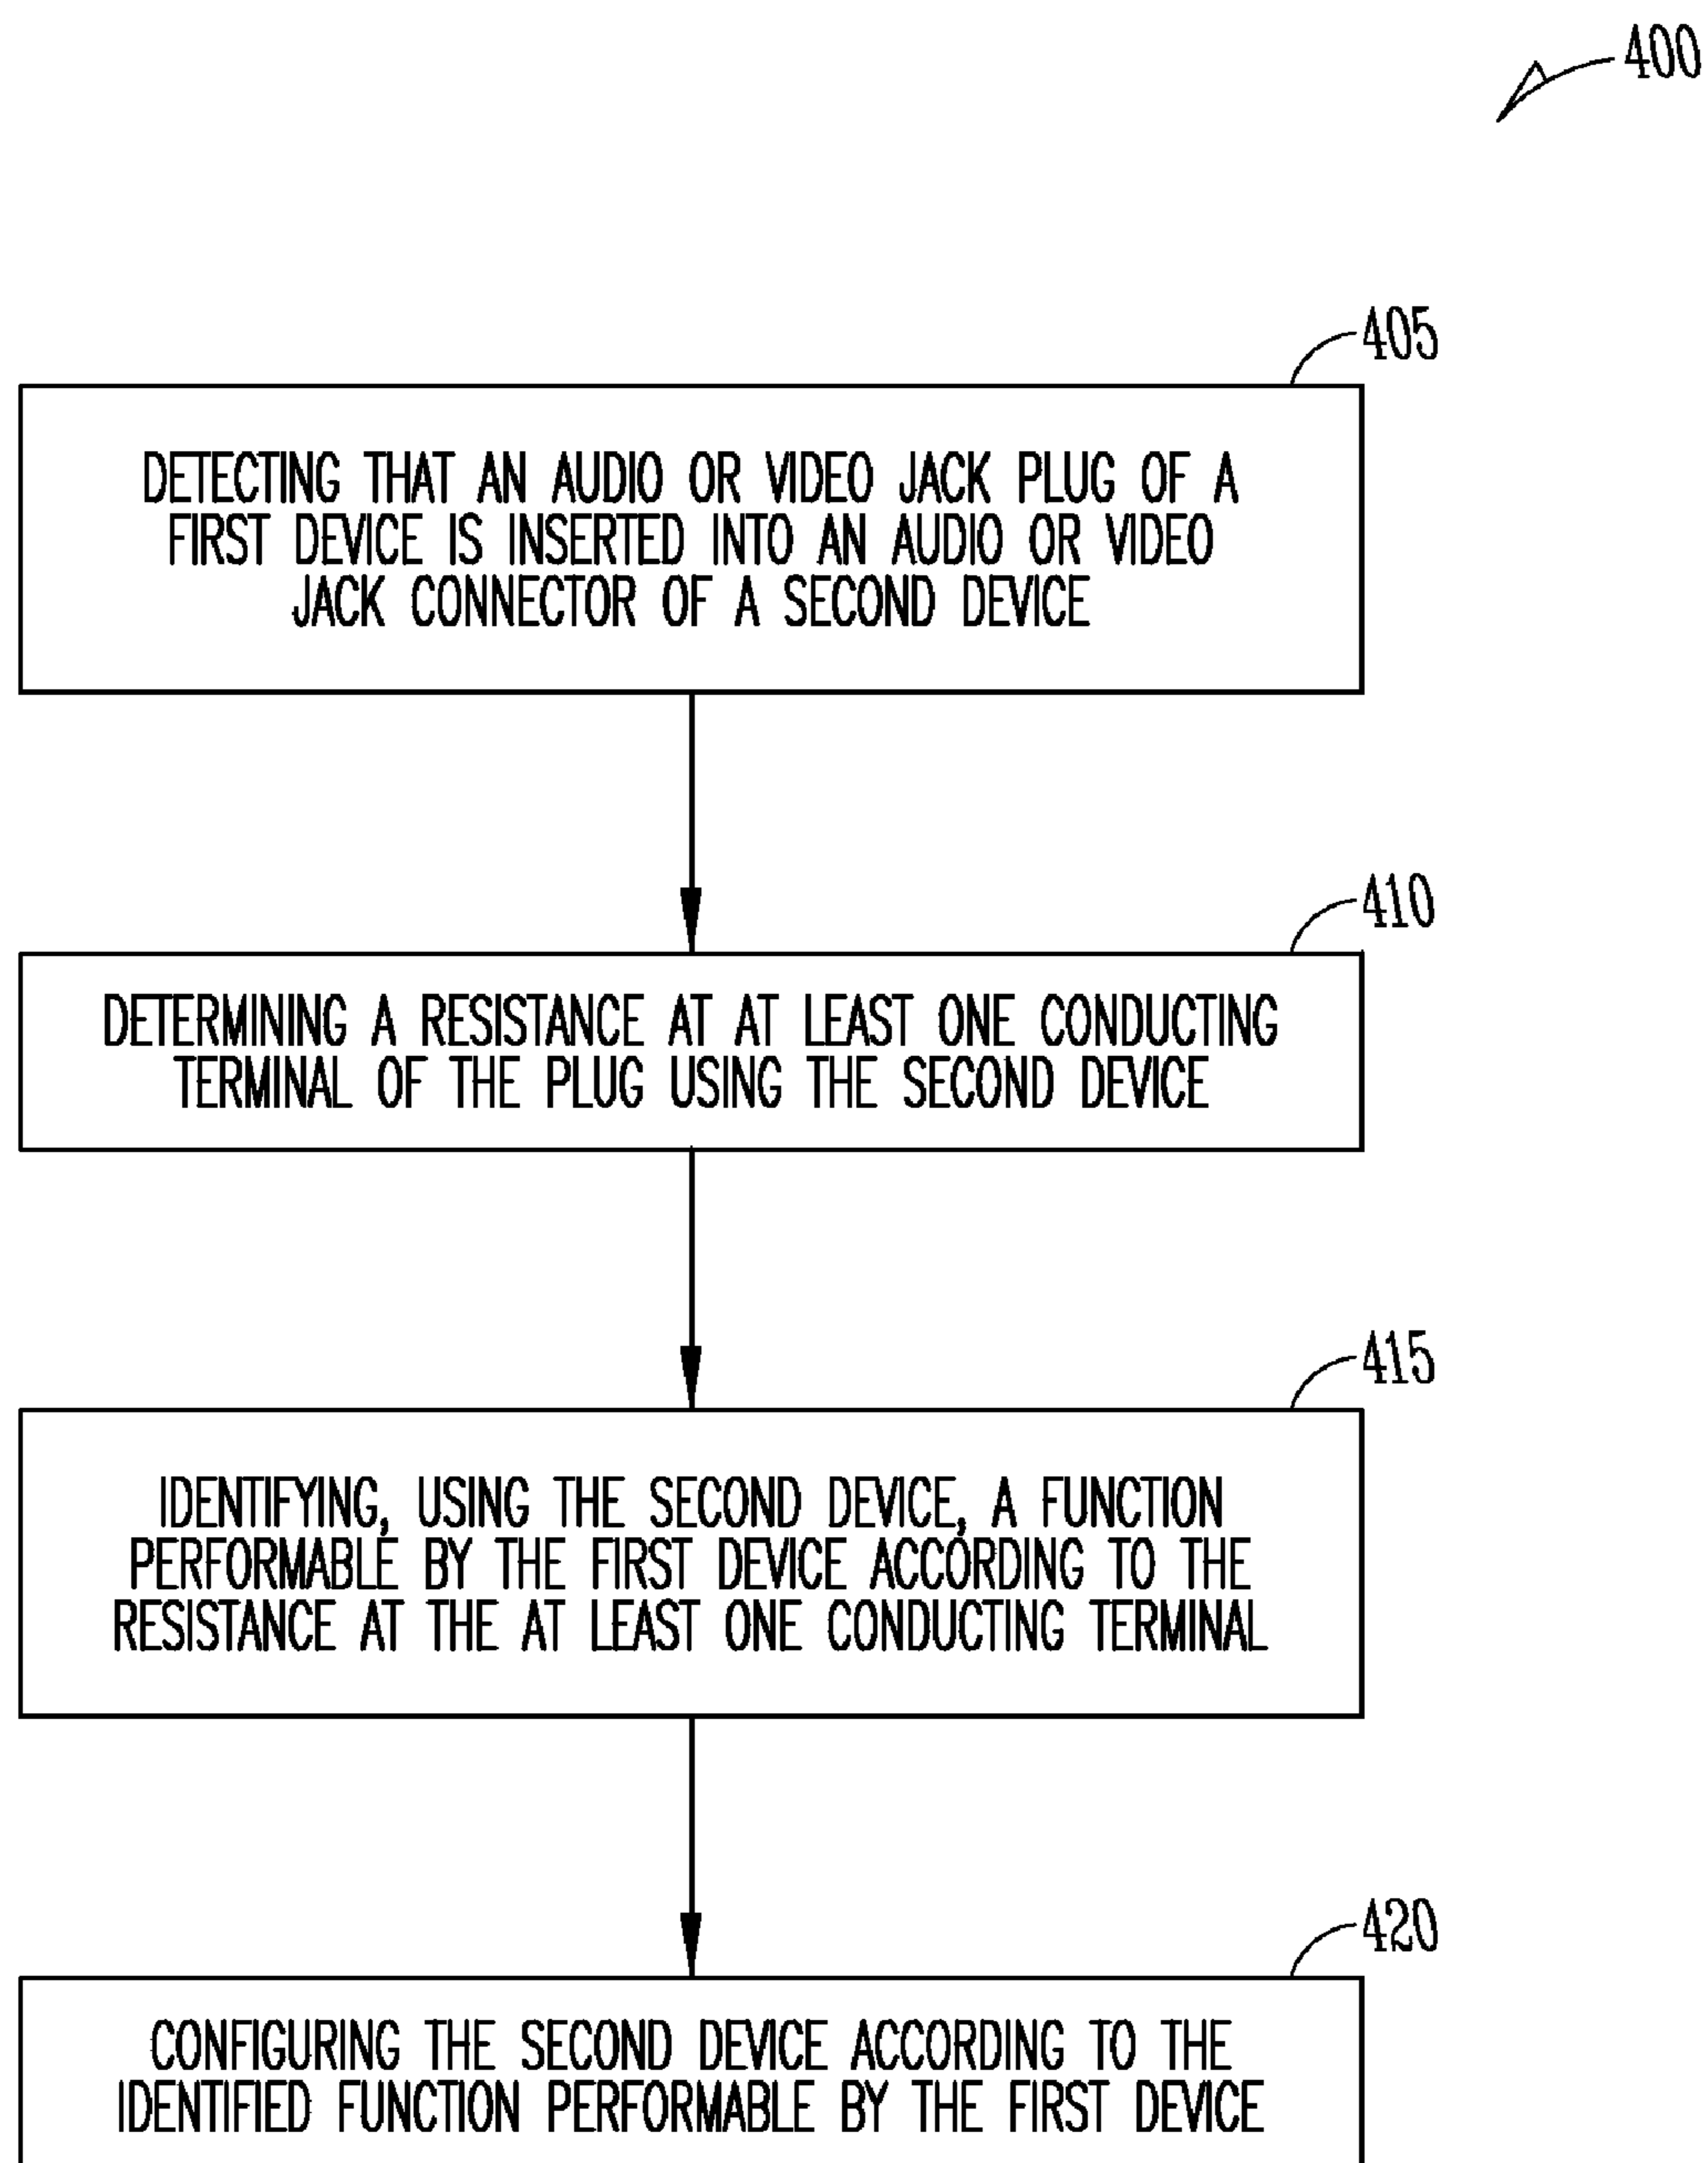 400
405
DETECTING THAT AN AUDIO OR VIDEO JACK PLUG OF A
FIRST DEVICE IS INSERTED INTO AN AUDIO OR VIDEO
JACK CONNECTOR OF A SECOND DEVICE
410
DETERMINING A RESISTANCE AT AT LEAST ONE CONDUCTING
TERMINAL OF THE PLUG USING THE SECOND DEVICE
415
IDENTIFYING, USING THE SECOND DEVICE, A FUNCTION
PERFORMABLE BY THE FIRST DEVICE ACCORDING TO THE
RESISTANCE AT THE AT LEAST ONE CONDUCTING TERMINAL
420
CONFIGURING THE SECOND DEVICE ACCORDING TO THE
IDENTIFIED FUNCTION PERFORMABLE BY THE FIRST DEVICE